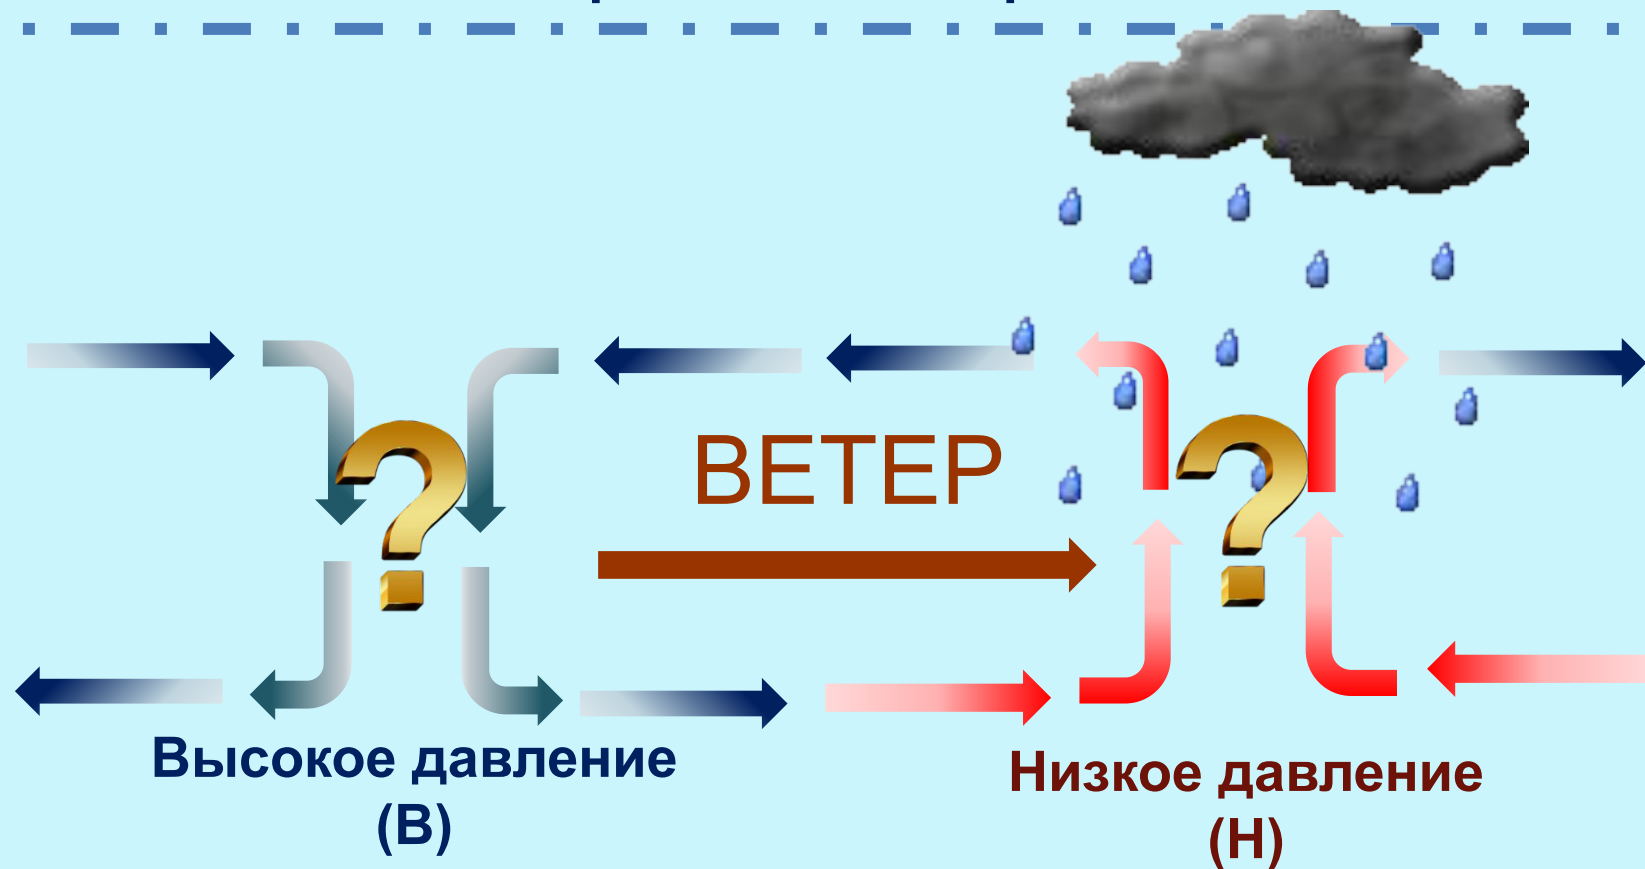 ВЕТЕР
?
?
Высокое давление
(В)
Низкое давление
(Н)